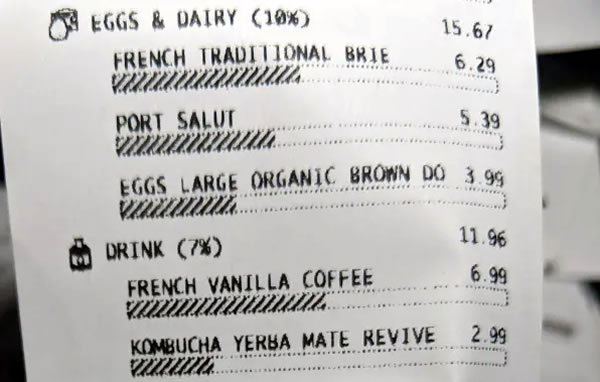 EGGS & DAIRY (10%) 15.67
FRENCH TRADITIONAL BRIE 6.29
PORT SALUT 5.39
EGGS LARGE ORGANIC BROWN DO 3.99
DRINK (7%) 11.96
FRENCH VANILLA COFFEE 6.99
KOMBUCHA YERBA MATE REVIVE 2.99